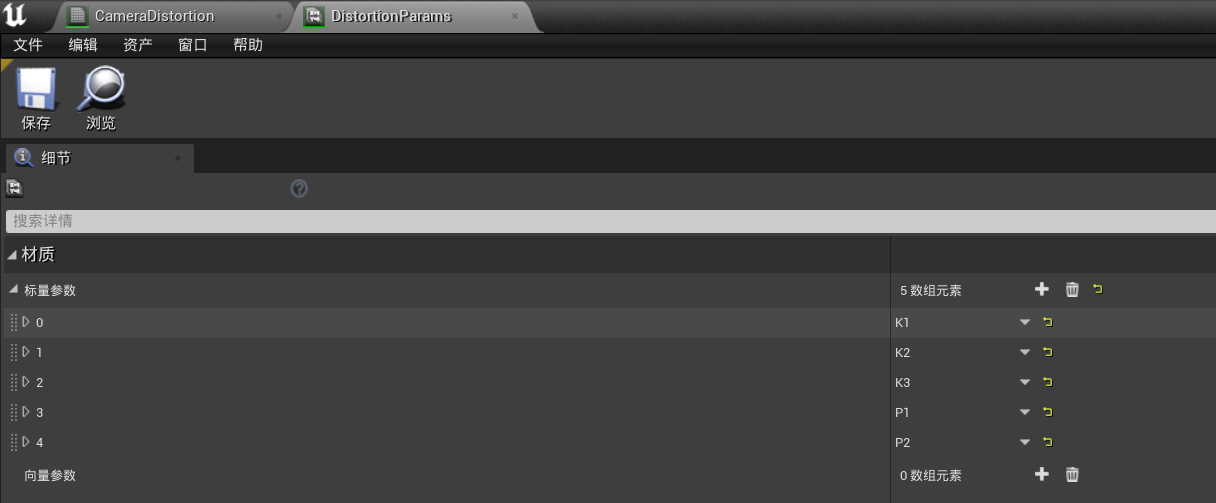 CameraDistortion
DistortionParams
文件 编辑 资产 窗口 帮助
保存 浏览
细节
搜索详情
材质
标量参数 5 数组元素
0 K1
1 K2
2 K3
3 P1
4 P2
向量参数 0 数组元素